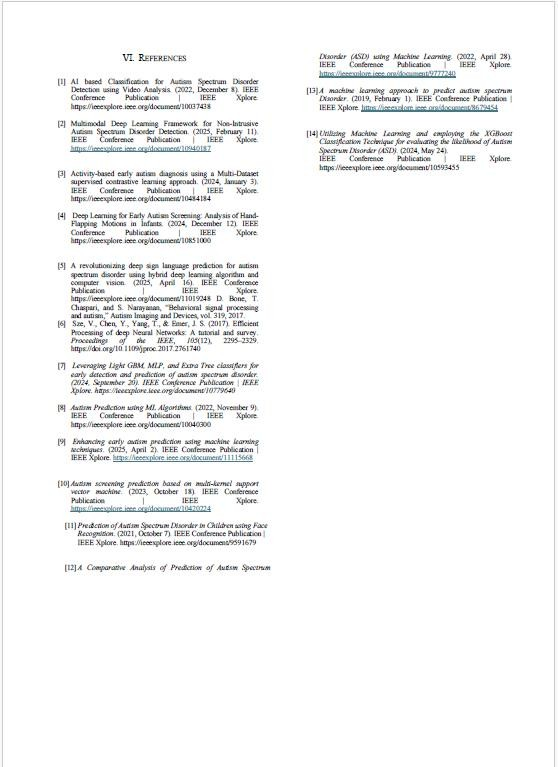 VI. REFERENCES
[1] AI based Classification for Autism Spectrum Disorder
Detection using Video Analysis. (2022, December 8). IEEE
Conference Publication | IEEE Xplore.
https://ieeexplore.ieee.org/document/10037438
[2] Multimodal Deep Learning Framework for Non-Intrusive
Autism Spectrum Disorder Detection. (2025, February 11).
IEEE Conference Publication | IEEE Xplore.
https://ieeexplore.ieee.org/document/10940187
[3] Activity-based early autism diagnosis using a Multi-Dataset
supervised contrastive learning approach. (2024, January 3).
IEEE Conference Publication | IEEE Xplore.
https://ieeexplore.ieee.org/document/10484184
[4] Deep Learning for Early Autism Screening: Analysis of Hand-
Flapping Motions in Infants. (2024, December 12). IEEE
Conference Publication | IEEE Xplore.
https://ieeexplore.ieee.org/document/10851000
[5] A revolutionizing deep sign language prediction for autism
spectrum disorder using hybrid deep learning algorithm and
computer vision. (2025, April 16). IEEE Conference
Publication | IEEE Xplore.
https://ieeexplore.ieee.org/document/11019248 D. Bone, T.
Chaspari, and S. Narayanan, “Behavioral signal processing
and autism,” Autism Imaging and Devices, vol. 319, 2017.
[6] Sze, V., Chen, Y., Yang, T., & Emer, J. S. (2017). Efficient
Processing of deep Neural Networks: A tutorial and survey.
Proceedings of the IEEE, 105(12), 2295–2329.
https://doi.org/10.1109/jproc.2017.2761740
[7] Leveraging Light GBM, MLP, and Extra Tree classifiers for
early detection and prediction of autism spectrum disorder.
(2024, September 20). IEEE Conference Publication | IEEE
Xplore. https://ieeexplore.ieee.org/document/10779640
[8] Autism Prediction using ML Algorithms. (2022, November 9).
IEEE Conference Publication | IEEE Xplore.
https://ieeexplore.ieee.org/document/10040300
[9] Enhancing early autism prediction using machine learning
techniques. (2025, April 2). IEEE Conference Publication |
IEEE Xplore. https://ieeexplore.ieee.org/document/11115668
[10] Autism screening prediction based on multi-kernel support
vector machine. (2023, October 18). IEEE Conference
Publication | IEEE Xplore.
https://ieeexplore.ieee.org/document/10420224
[11] Prediction of Autism Spectrum Disorder in Children using Face
Recognition. (2021, October 7). IEEE Conference Publication |
IEEE Xplore. https://ieeexplore.ieee.org/document/9591679
[12] A Comparative Analysis of Prediction of Autism Spectrum
Disorder (ASD) using Machine Learning. (2022, April 28).
IEEE Conference Publication | IEEE Xplore.
https://ieeexplore.ieee.org/document/9777240
[13] A machine learning approach to predict autism spectrum
Disorder. (2019, February 1). IEEE Conference Publication |
IEEE Xplore. https://ieeexplore.ieee.org/document/8679454
[14] Utilizing Machine Learning and employing the XGBoost
Classification Technique for evaluating the likelihood of Autism
Spectrum Disorder (ASD). (2024, May 24).
IEEE Conference Publication | IEEE Xplore.
https://ieeexplore.ieee.org/document/10593455